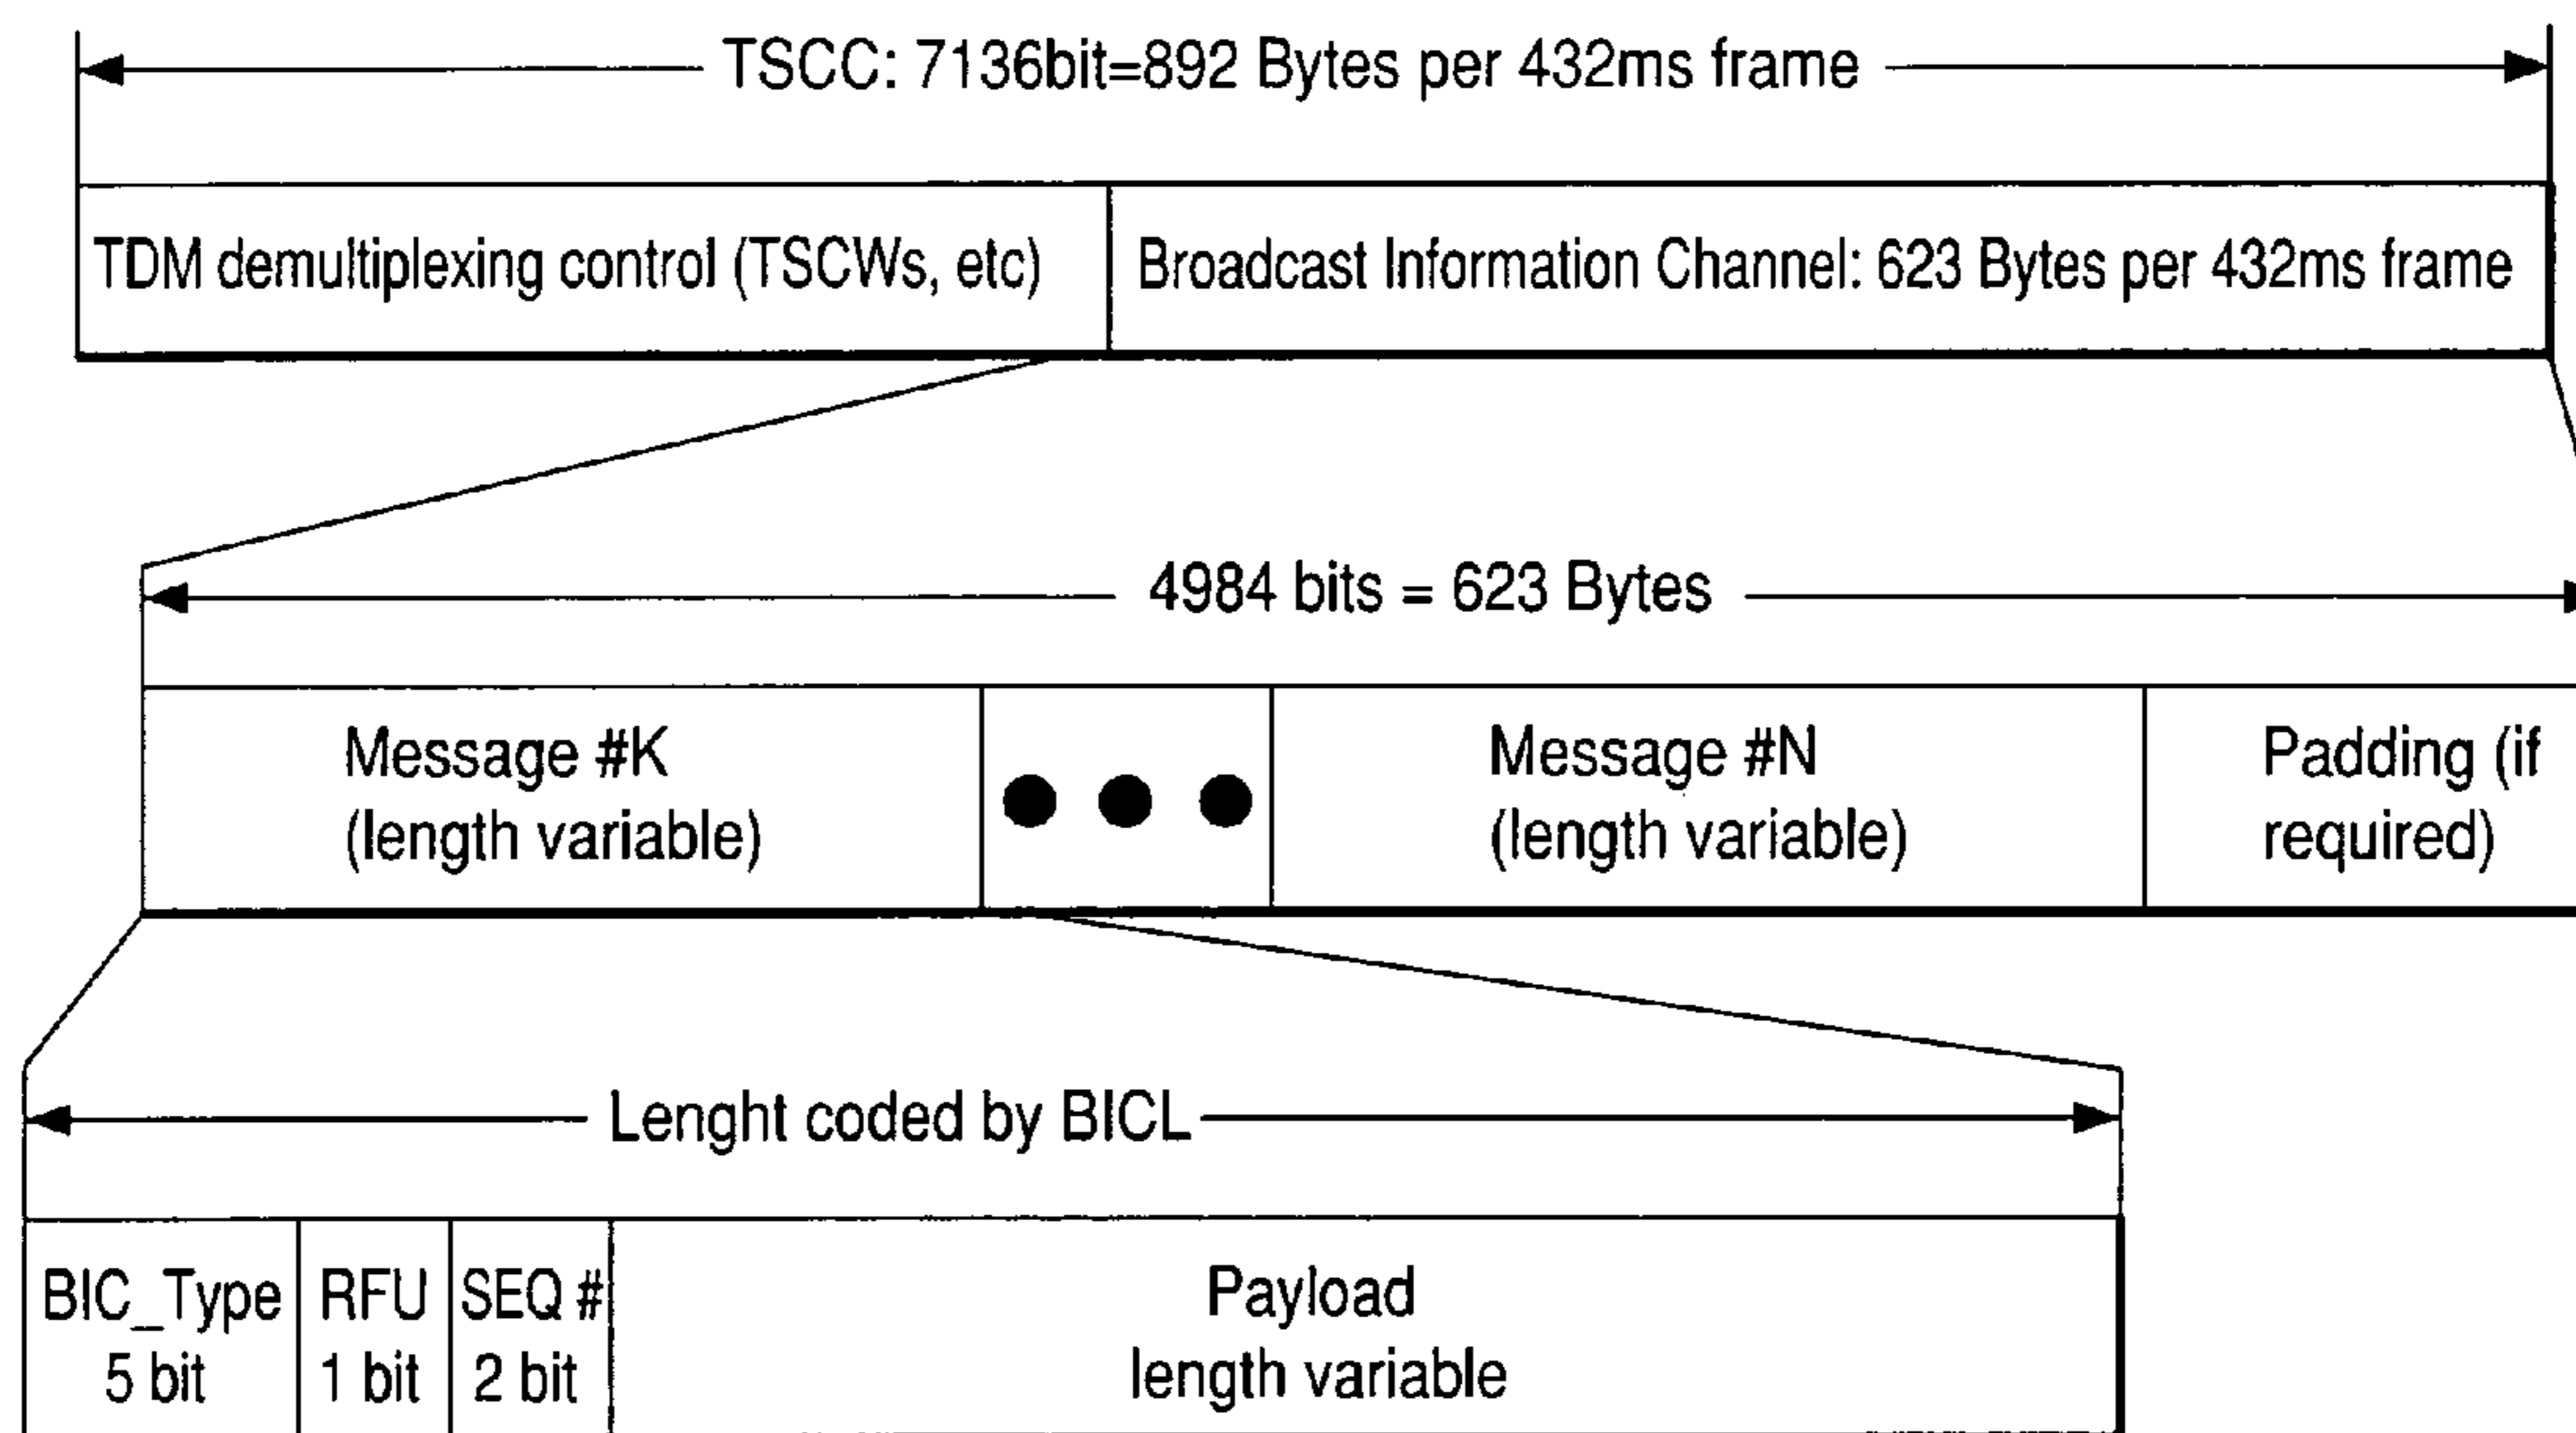 TSCC: 7136bit=892 Bytes per 432ms frame
TDM demultiplexing control (TSCWs, etc)
Broadcast Information Channel: 623 Bytes per 432ms frame
4984 bits = 623 Bytes
Message #K
(length variable)
Message #N
(length variable)
Padding (if
required)
Lenght coded by BICL
BIC_Type
5 bit
RFU
1 bit
SEQ #
2 bit
Payload
length variable